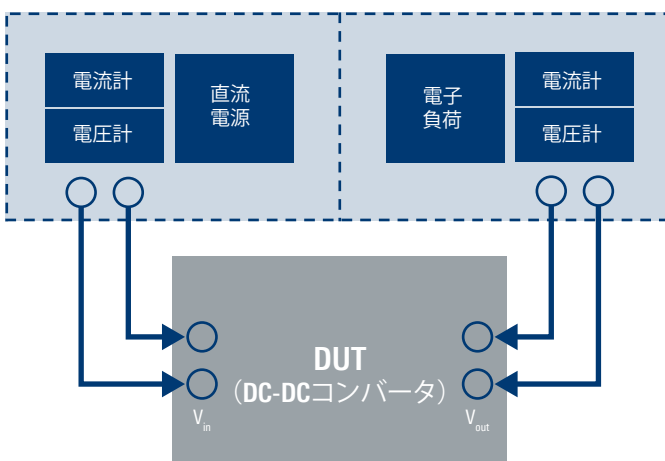 電流計
電圧計
直流
電源
電子
負荷
電流計
電圧計
DUT
（DC-DCコンバータ）
Vin
Vout